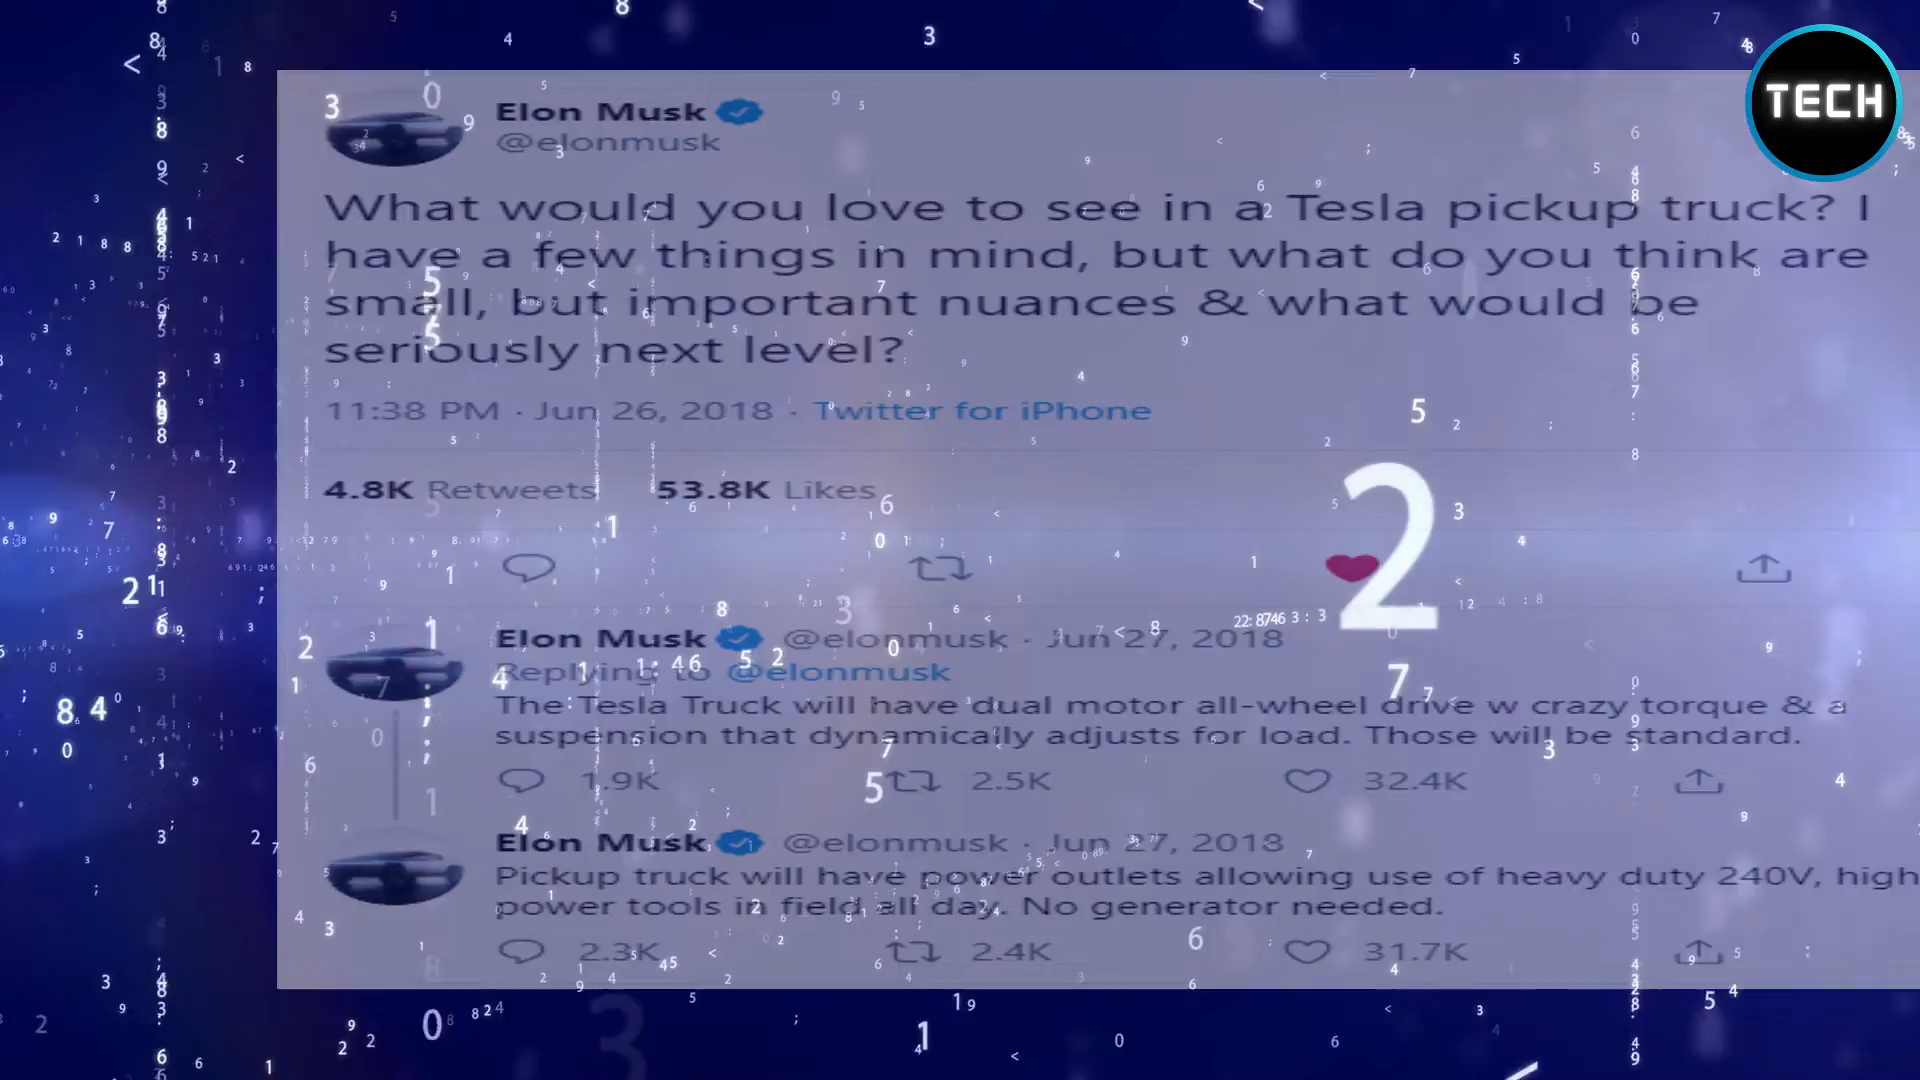 TECH
Elon Musk
@elonmusk
What would you love to see in a Tesla pickup truck? I
have a few things in mind, but what do you think are
small, but important nuances & what would be
seriously next level?
11:38 PM · Jun 26, 2018 · Twitter for iPhone
4.8K Retweets 53.8K Likes
Elon Musk @elonmusk · Jun 27, 2018
Replying to @elonmusk
The Tesla Truck will have dual motor all-wheel drive w crazy torque & a
suspension that dynamically adjusts for load. Those will be standard.
1.9K 2.5K 32.4K
Elon Musk @elonmusk · Jun 27, 2018
Pickup truck will have power outlets allowing use of heavy duty 240V, high
power tools in field all day. No generator needed.
2.3K 2.4K 31.7K